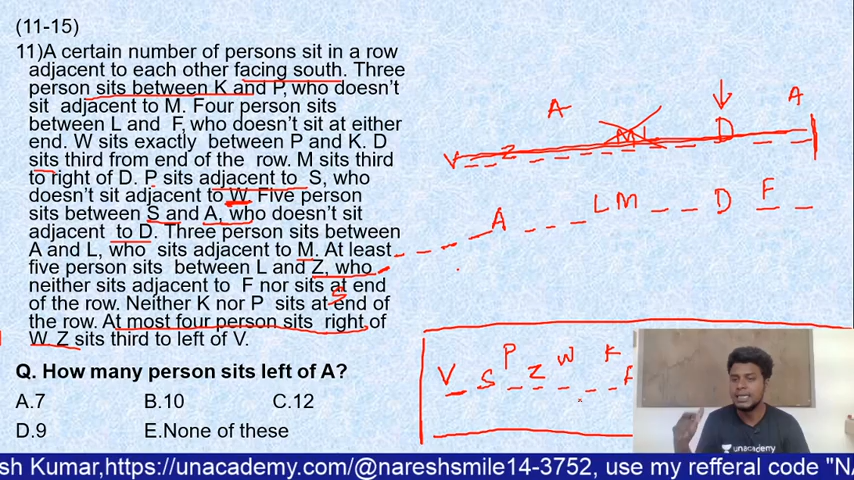 (11-15)
11)A certain number of persons sit in a row
adjacent to each other facing south. Three
person sits between K and P, who doesn't
sit adjacent to M. Four person sits
between L and F, who doesn't sit at either
end. W sits exactly between P and K. D
sits third from end of the row. M sits third
to right of D. P sits adjacent to S, who
doesn't sit adjacent to W. Five person
sits between S and A, who doesn't sit
adjacent to D. Three person sits between
A and L, who sits adjacent to M. At least
five person sits between L and Z, who
neither sits adjacent to F nor sits at end
of the row. Neither K nor P sits at end of
the row. At most four person sits right of
W. Z sits third to left of V.
Q. How many person sits left of A?
A.7 B.10 C.12
D.9 E.None of these
A A
V Z D
A L M D F
S
V S P Z W K
unacademy
sh Kumar,https://unacademy.com/@nareshsmile14-3752, use my refferal code "NA